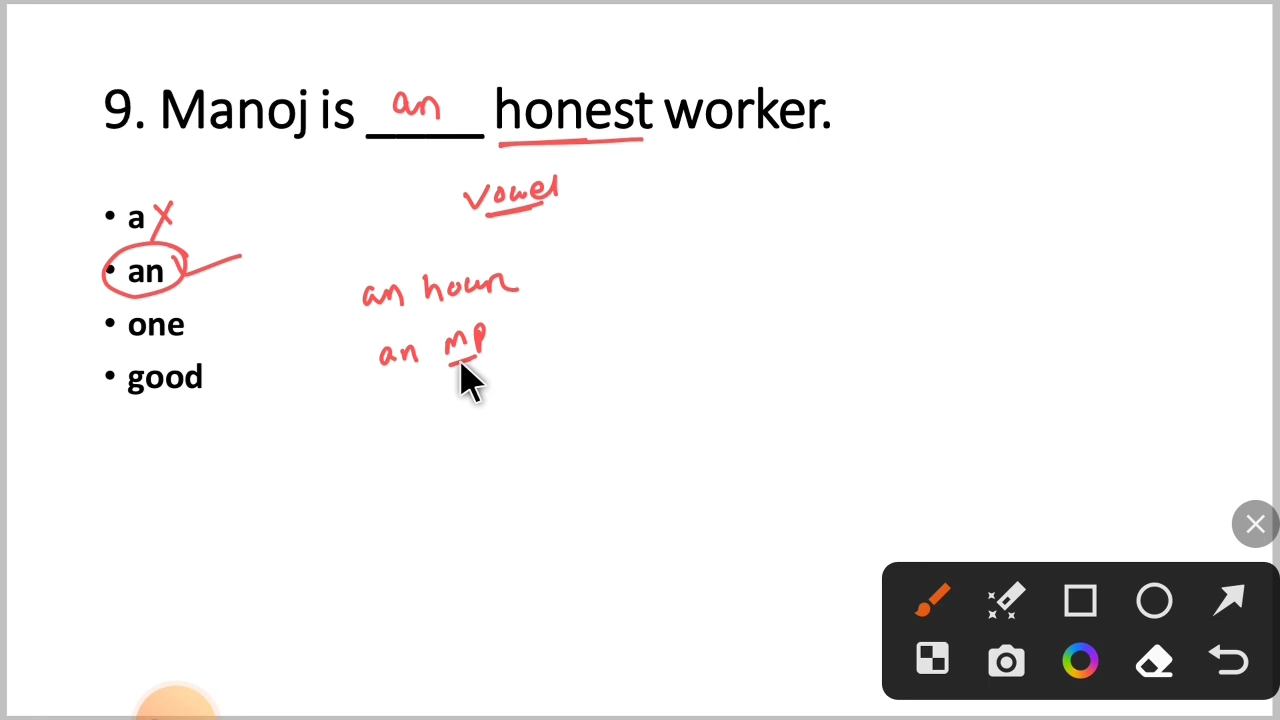 9. Manoj is an honest worker.
vowel
• a x
• an
an hour
• one
an MP
• good